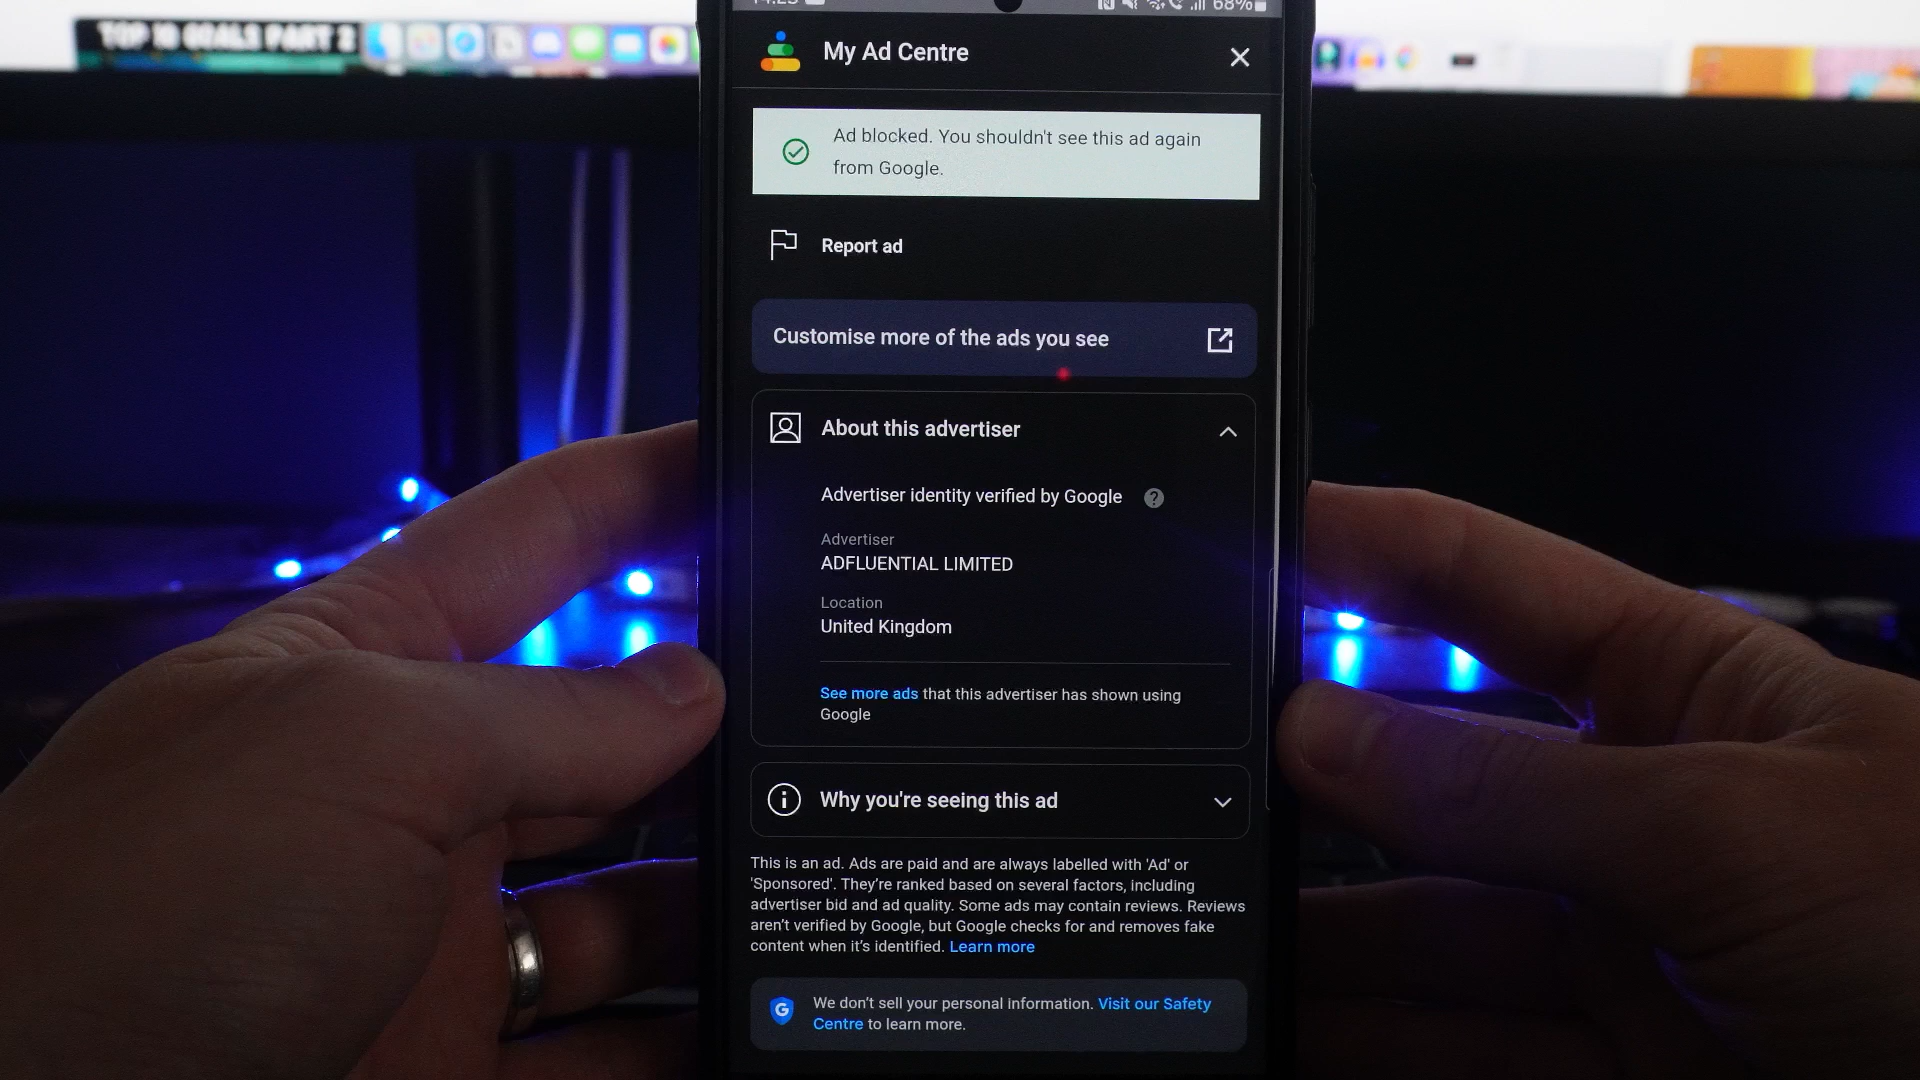 TOP 10 GOALS PART 2
68%
My Ad Centre
Ad blocked. You shouldn't see this ad again
from Google.
Report ad
Customise more of the ads you see
About this advertiser
Advertiser identity verified by Google
Advertiser
ADFLUENTIAL LIMITED
Location
United Kingdom
See more ads that this advertiser has shown using
Google
Why you're seeing this ad
This is an ad. Ads are paid and are always labelled with 'Ad' or
'Sponsored'. They’re ranked based on several factors, including
advertiser bid and ad quality. Some ads may contain reviews. Reviews
aren’t verified by Google, but Google checks for and removes fake
content when it’s identified. Learn more
G
We don’t sell your personal information. Visit our Safety
Centre to learn more.